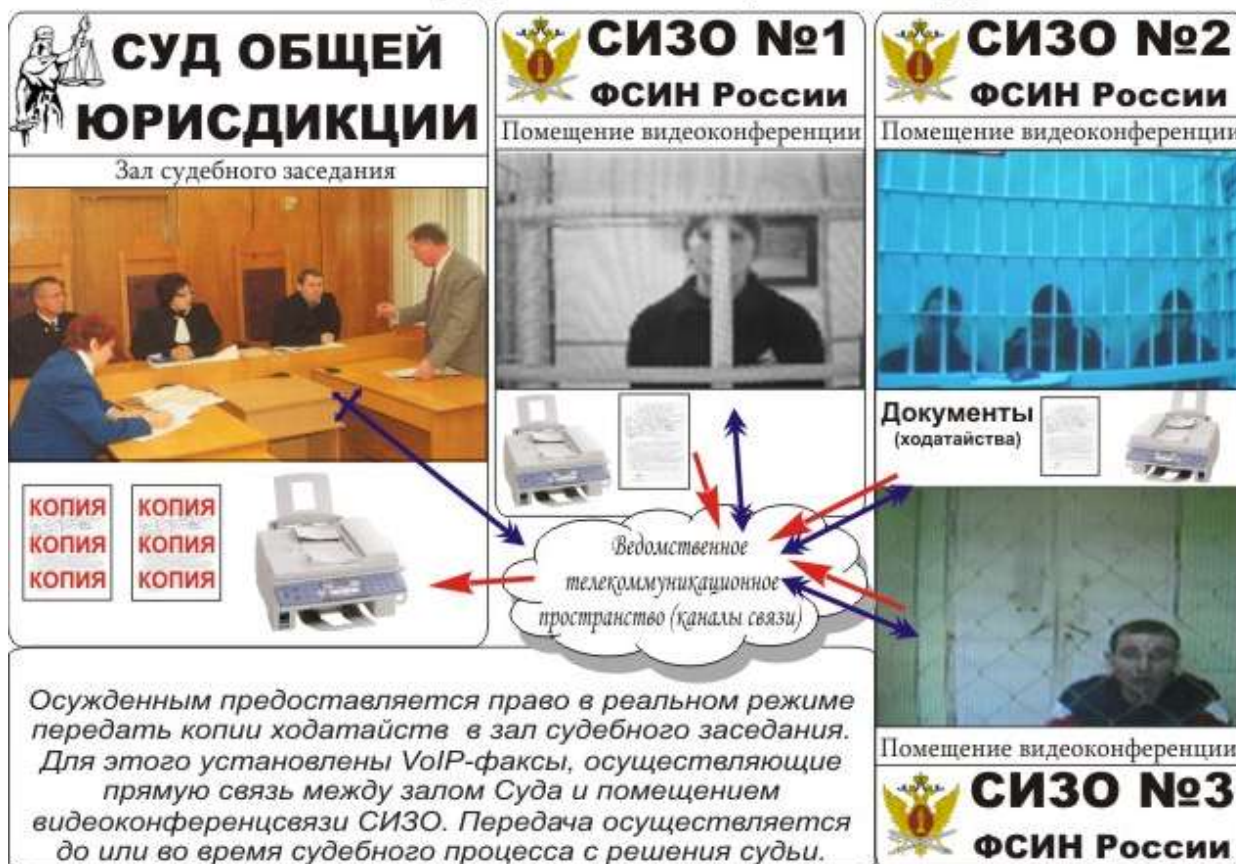 СУД ОБЩЕЙ
ЮРИСДИКЦИИ
Зал судебного заседания
КОПИЯ
КОПИЯ
КОПИЯ
КОПИЯ
КОПИЯ
КОПИЯ
СИЗО №1
ФСИН России
Помещение видеоконференции
СИЗО №2
ФСИН России
Помещение видеоконференции
Документы
(ходатайства)
Ведомственное
телекоммуникационное
пространство (каналы связи)
Помещение видеоконференции
СИЗО №3
ФСИН России
Осужденным предоставляется право в реальном режиме
передать копии ходатайств в зал судебного заседания.
Для этого установлены VoIP-факсы, осуществляющие
прямую связь между залом Суда и помещением
видеоконференцсвязи СИЗО. Передача осуществляется
до или во время судебного процесса с решения судьи.